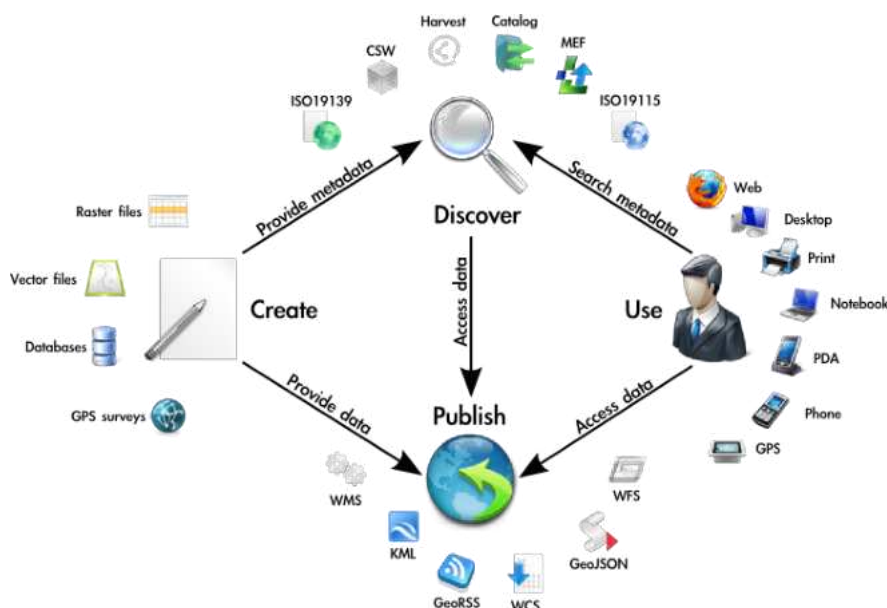 Harvest
Catalog
CSW
MEF
ISO19139
ISO19115
Provide metadata
Search metadata
Web
Raster files
Desktop
Discover
Print
Vector files
Create
Access data
Use
Notebook
Databases
PDA
Provide data
Publish
Access data
Phone
GPS surveys
GPS
WMS
WFS
KML
GeoJSON
GeoRSS
WCS